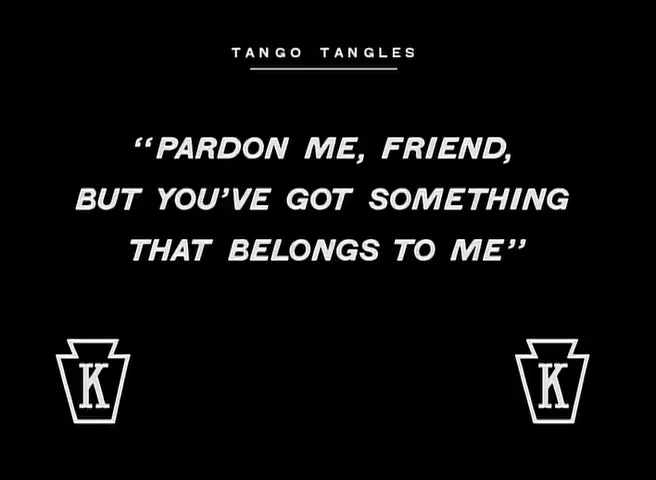 TANGO TANGLES
“PARDON ME, FRIEND,
BUT YOU’VE GOT SOMETHING
THAT BELONGS TO ME”
K K